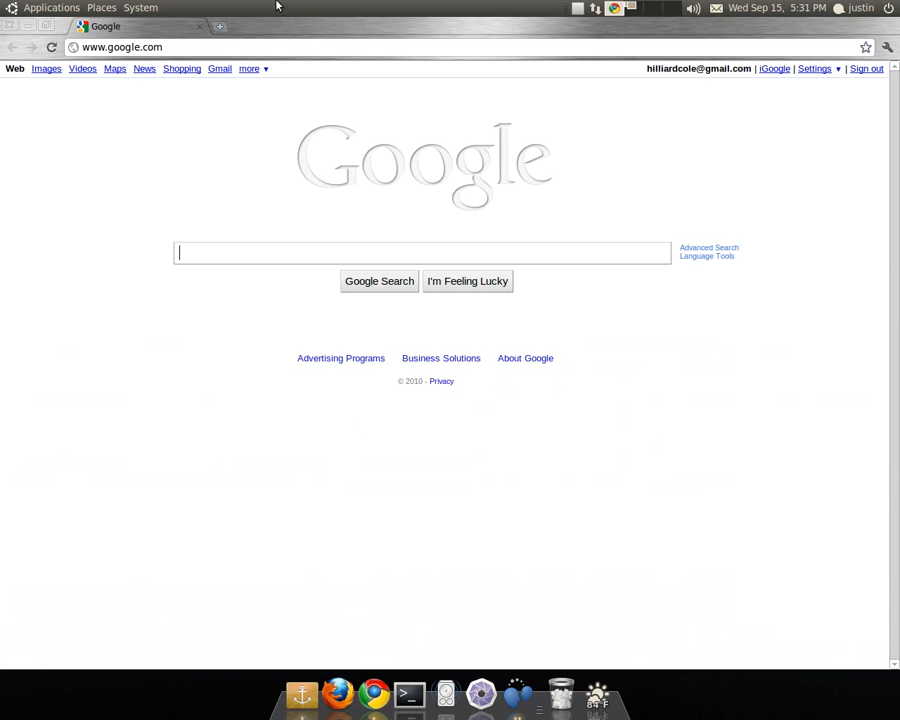 Applications Places System Wed Sep 15, 5:31 PM justin
Google
www.google.com
Web Images Videos Maps News Shopping Gmail more ▼ hilliardcole@gmail.com | iGoogle | Settings ▼ | Sign out
Google
Advanced Search
Language Tools
Google Search I'm Feeling Lucky
Advertising Programs Business Solutions About Google
© 2010 - Privacy
84°F